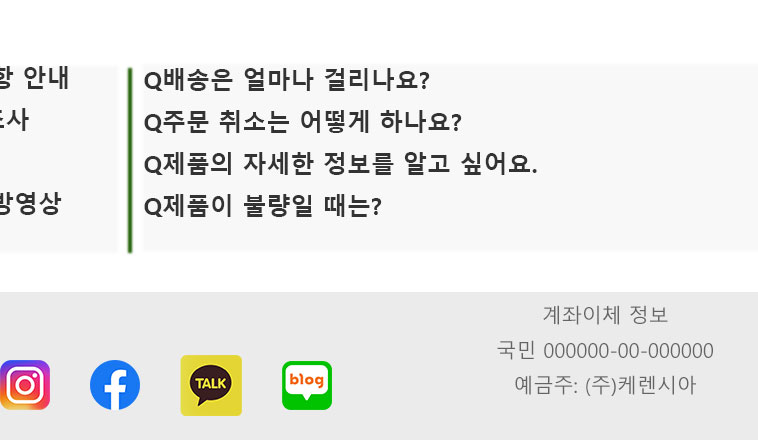 항 안내
조사
방영상
Q배송은 얼마나 걸리나요?
Q주문 취소는 어떻게 하나요?
Q제품의 자세한 정보를 알고 싶어요.
Q제품이 불량일 때는?
TALK
blog
계좌이체 정보
국민 000000-00-000000
예금주: (주)케렌시아